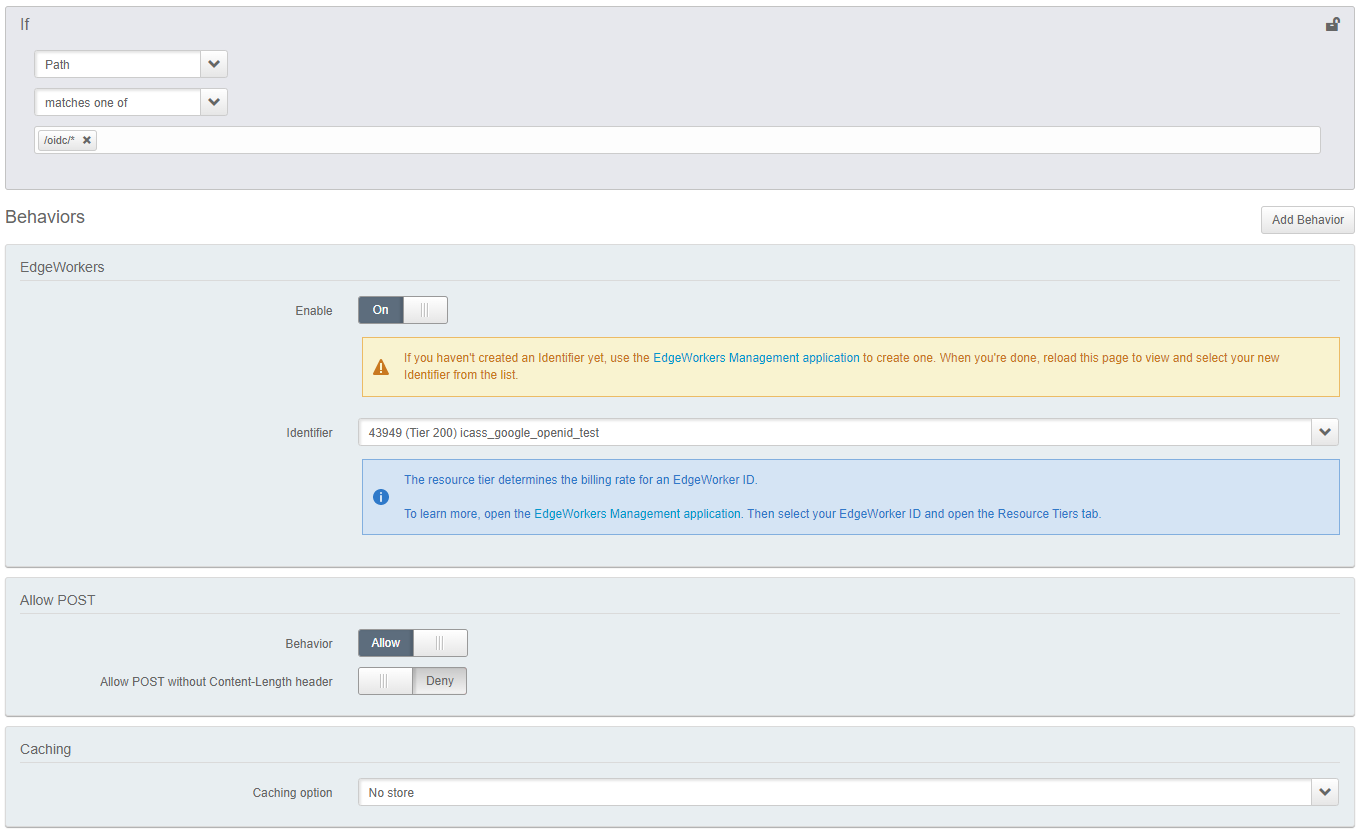 If
Path
matches one of
/oidc/*
Behaviors
Add Behavior
EdgeWorkers
Enable
On
If you haven't created an Identifier yet, use the EdgeWorkers Management application to create one. When you're done, reload this page to view and select your new
Identifier from the list.
Identifier
43949 (Tier 200) icass_google_openid_test
The resource tier determines the billing rate for an EdgeWorker ID.
To learn more, open the EdgeWorkers Management application. Then select your EdgeWorker ID and open the Resource Tiers tab.
Allow POST
Behavior
Allow
Allow POST without Content-Length header
Deny
Caching
Caching option
No store